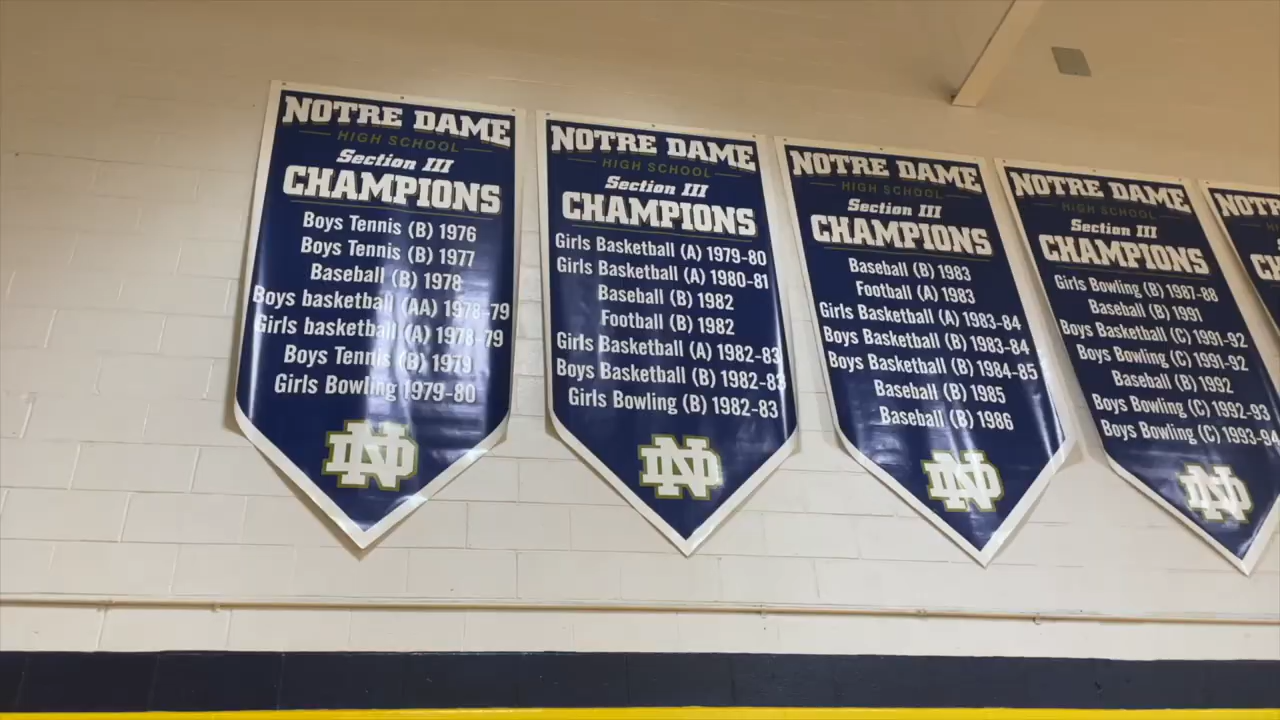 NOTRE DAME
HIGH SCHOOL
Section III
CHAMPIONS
Boys Tennis (B) 1976
Boys Tennis (B) 1977
Baseball (B) 1978
Boys basketball (AA) 1978-79
Girls basketball (A) 1978-79
Boys Tennis (B) 1979
Girls Bowling 1979-80
ND
NOTRE DAME
HIGH SCHOOL
Section III
CHAMPIONS
Girls Basketball (A) 1979-80
Girls Basketball (A) 1980-81
Baseball (B) 1982
Football (B) 1982
Girls Basketball (A) 1982-83
Boys Basketball (B) 1982-83
Girls Bowling (B) 1982-83
ND
NOTRE DAME
HIGH SCHOOL
Section III
CHAMPIONS
Baseball (B) 1983
Football (A) 1983
Girls Basketball (A) 1983-84
Boys Basketball (B) 1983-84
Boys Basketball (B) 1984-85
Baseball (B) 1985
Baseball (B) 1986
ND
NOTRE DAME
HIGH SCHOOL
Section III
CHAMPIONS
Girls Bowling (B) 1987-88
Baseball (B) 1991
Boys Basketball (C) 1991-92
Boys Bowling (C) 1991-92
Baseball (B) 1992
Boys Bowling (C) 1992-93
Boys Bowling (C) 1993-94
ND
NOTR
CH